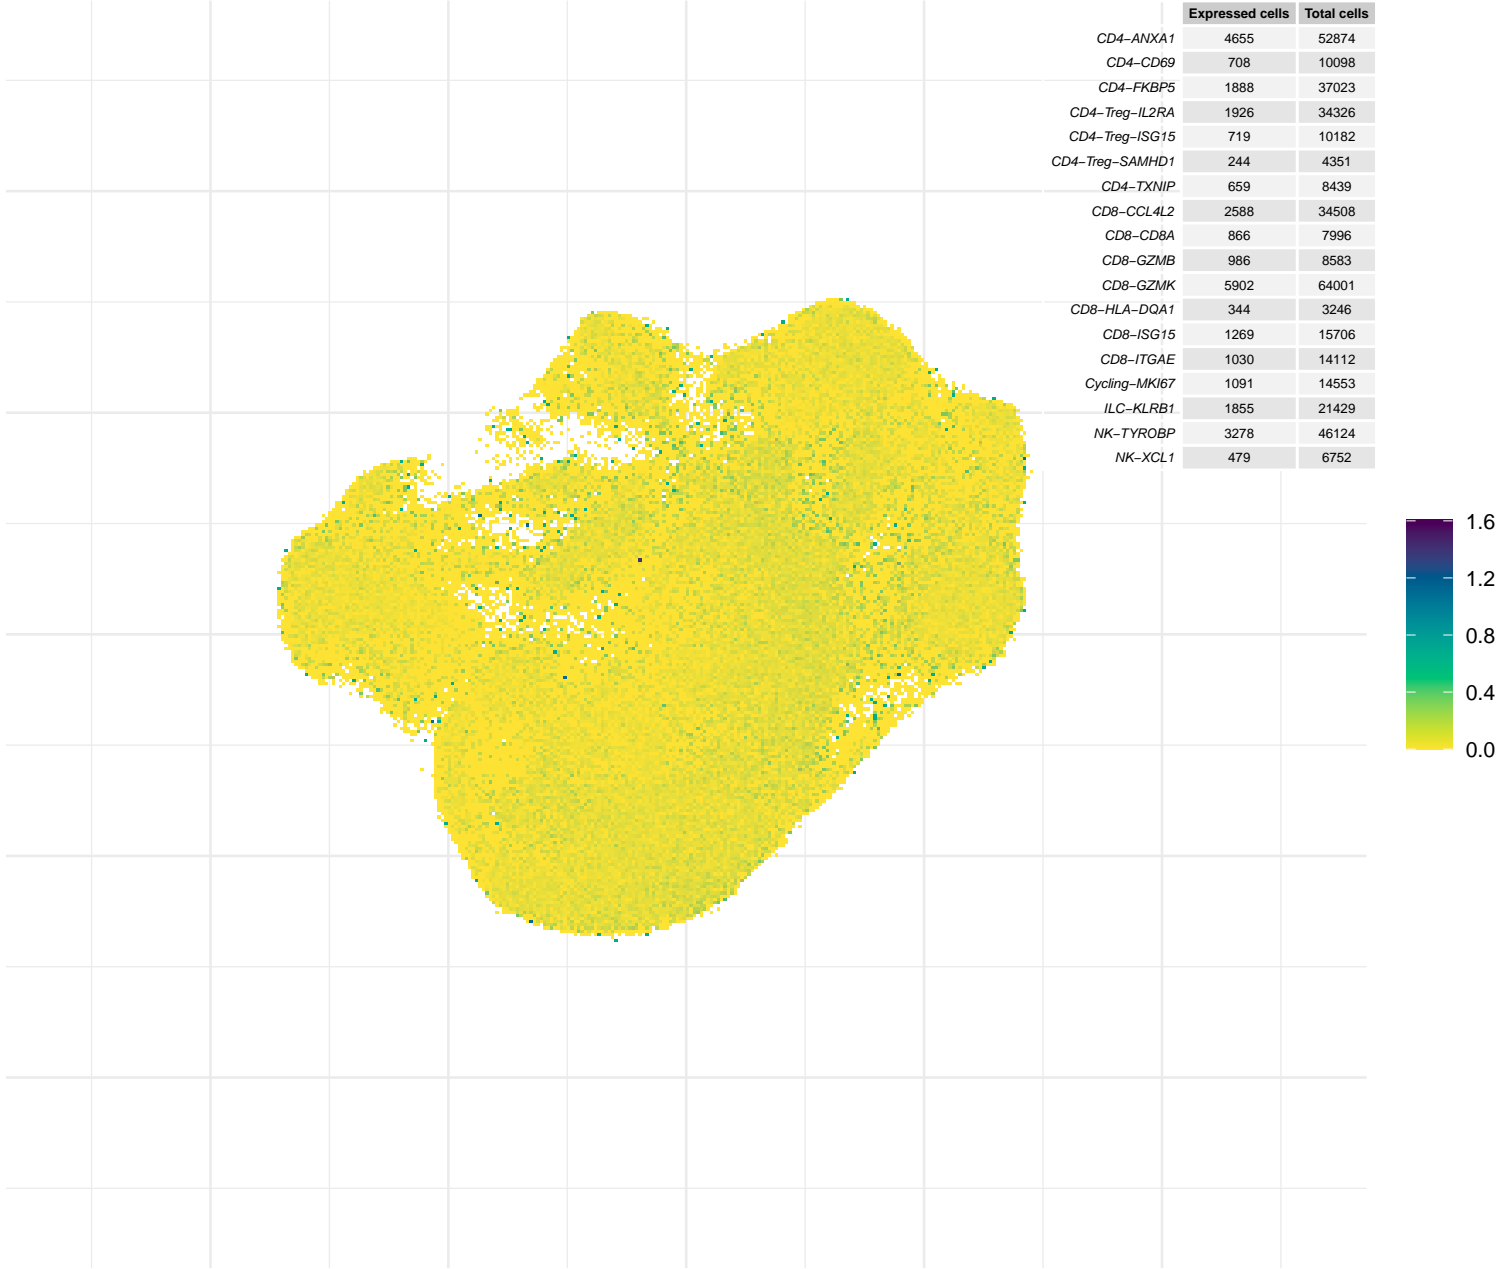 Expressed cells Total cells
CD4−ANXA1 4655 52874
CD4−CD69 708 10098
CD4−FKBP5 1888 37023
CD4−Treg−IL2RA 1926 34326
CD4−Treg−ISG15 719 10182
CD4−Treg−SAMHD1 244 4351
CD4−TXNIP 659 8439
CD8−CCL4L2 2588 34508
CD8−CD8A 866 7996
CD8−GZMB 986 8583
CD8−GZMK 5902 64001
CD8−HLA−DQA1 344 3246
CD8−ISG15 1269 15706
CD8−ITGAE 1030 14112
Cycling−MKI67 1091 14553
ILC−KLRB1 1855 21429
NK−TYROBP 3278 46124
NK−XCL1 479 6752
1.6
1.2
0.8
0.4
0.0